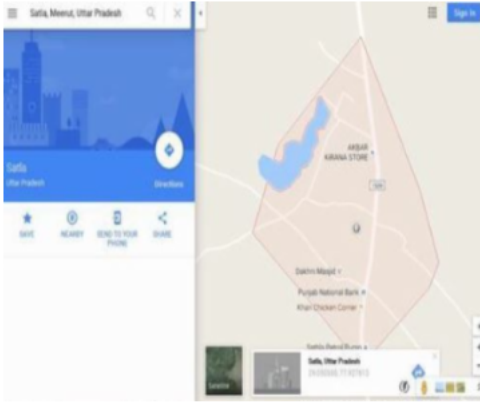 Satla, Meerut, Uttar Pradesh
Sign in
Satla
Uttar Pradesh
Directions
SAVE
NEARBY
SEND TO YOUR PHONE
SHARE
AKBAR
KIRANA STORE
Dakhni Masjid
Punjab National Bank
Khan Chicken Corner
Satla, Uttar Pradesh